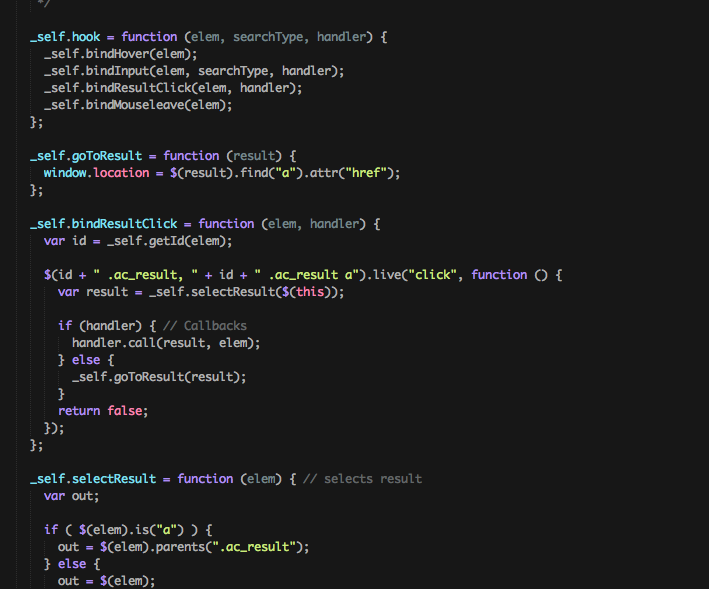 */
_self.hook = function (elem, searchType, handler) {
_self.bindHover(elem);
_self.bindInput(elem, searchType, handler);
_self.bindResultClick(elem, handler);
_self.bindMouseleave(elem);
};
_self.goToResult = function (result) {
window.location = $(result).find("a").attr("href");
};
_self.bindResultClick = function (elem, handler) {
var id = _self.getId(elem);
$(id + " .ac_result, " + id + " .ac_result a").live("click", function () {
var result = _self.selectResult($(this));
if (handler) { // Callbacks
handler.call(result, elem);
} else {
_self.goToResult(result);
}
return false;
});
};
_self.selectResult = function (elem) { // selects result
var out;
if ( $(elem).is("a") ) {
out = $(elem).parents(".ac_result");
} else {
out = $(elem);